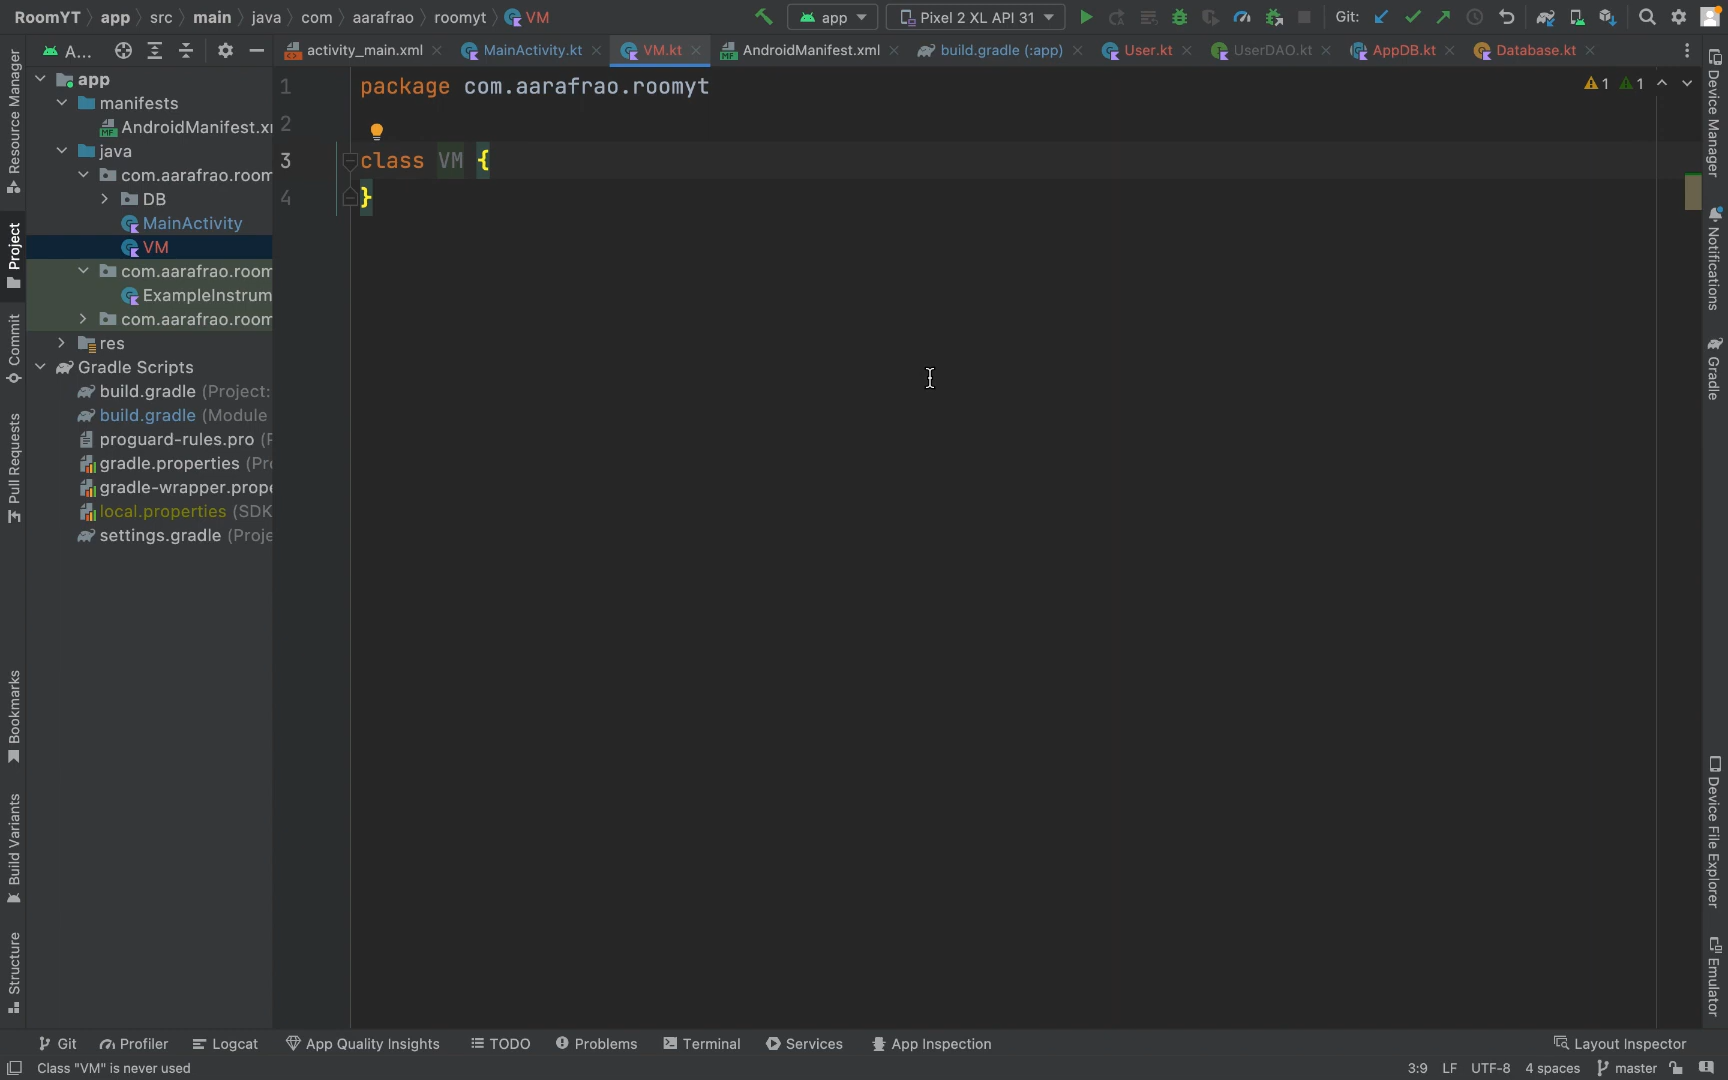 RoomYT app src main java com aarafrao roomyt VM app Pixel 2 XL API 31 Git:
A... activity_main.xml MainActivity.kt VM.kt AndroidManifest.xml build.gradle (:app) User.kt UserDAO.kt AppDB.kt Database.kt
app
manifests
AndroidManifest.x
java
com.aarafrao.room
DB
MainActivity
VM
com.aarafrao.room
ExampleInstrum
com.aarafrao.room
res
Gradle Scripts
build.gradle (Project:
build.gradle (Module
proguard-rules.pro (P
gradle.properties (Pro
gradle-wrapper.prope
local.properties (SDK
settings.gradle (Proje
1 package com.aarafrao.roomyt
2
3 class VM {
4 }
1 1
Resource Manager
Project
Commit
Pull Requests
Bookmarks
Build Variants
Structure
Device Manager
Notifications
Gradle
Device File Explorer
Emulator
Git Profiler Logcat App Quality Insights TODO Problems Terminal Services App Inspection Layout Inspector
Class "VM" is never used 3:9 LF UTF-8 4 spaces master